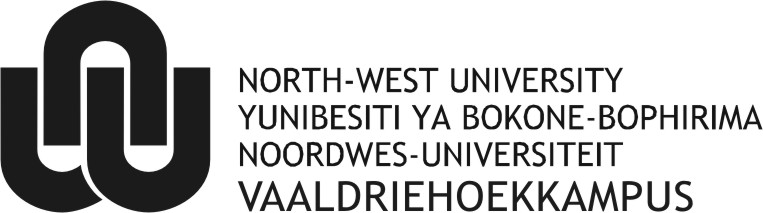 NORTH-WEST UNIVERSITY
YUNIBESITI YA BOKONE-BOPHIRIMA
NOORDWES-UNIVERSITEIT
VAALDRIEHOEKKAMPUS